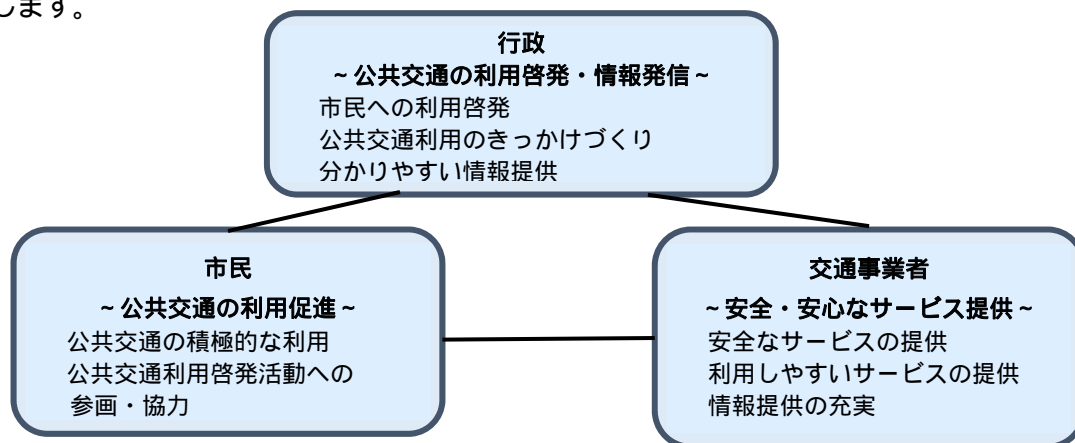 します。
行政
~公共交通の利用啓発・情報発信~
市民への利用啓発
公共交通利用のきっかけづくり
分かりやすい情報提供
市民
~公共交通の利用促進~
公共交通の積極的な利用
公共交通利用啓発活動への
参画・協力
交通事業者
~安全・安心なサービス提供~
安全なサービスの提供
利用しやすいサービスの提供
情報提供の充実